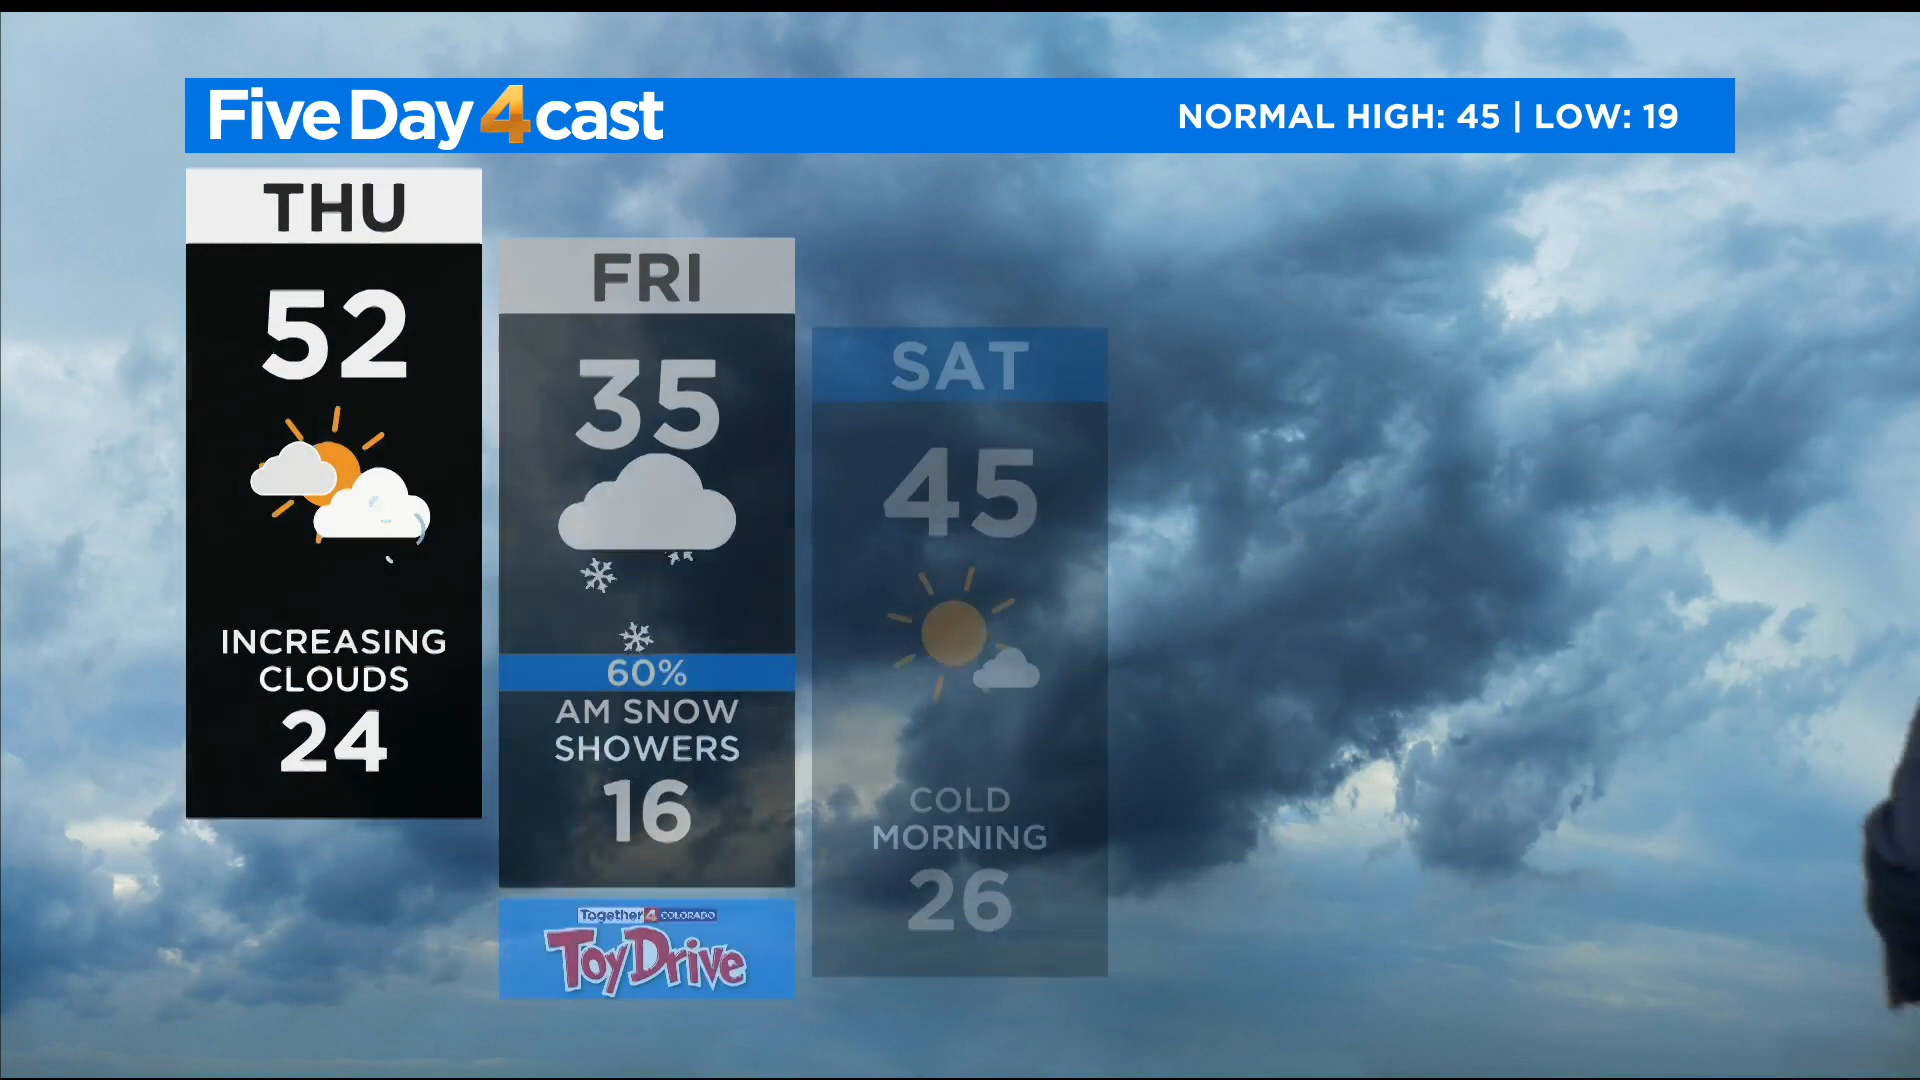 Five Day 4cast
NORMAL HIGH: 45 | LOW: 19
THU
52
INCREASING
CLOUDS
24
FRI
35
60%
AM SNOW
SHOWERS
16
Together 4 COLORADO
Toy Drive
SAT
45
COLD
MORNING
26